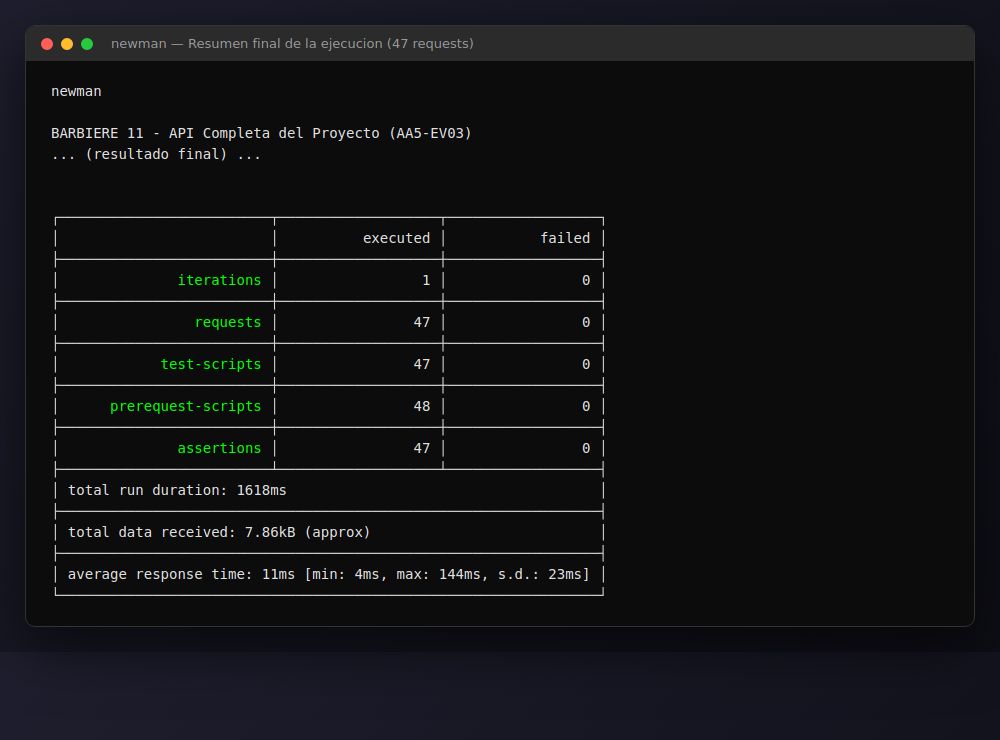 newman — Resumen final de la ejecucion (47 requests)
newman
BARBIERE 11 - API Completa del Proyecto (AA5-EV03)
... (resultado final) ...
executed failed
iterations 1 0
requests 47 0
test-scripts 47 0
prerequest-scripts 48 0
assertions 47 0
total run duration: 1618ms
total data received: 7.86kB (approx)
average response time: 11ms [min: 4ms, max: 144ms, s.d.: 23ms]